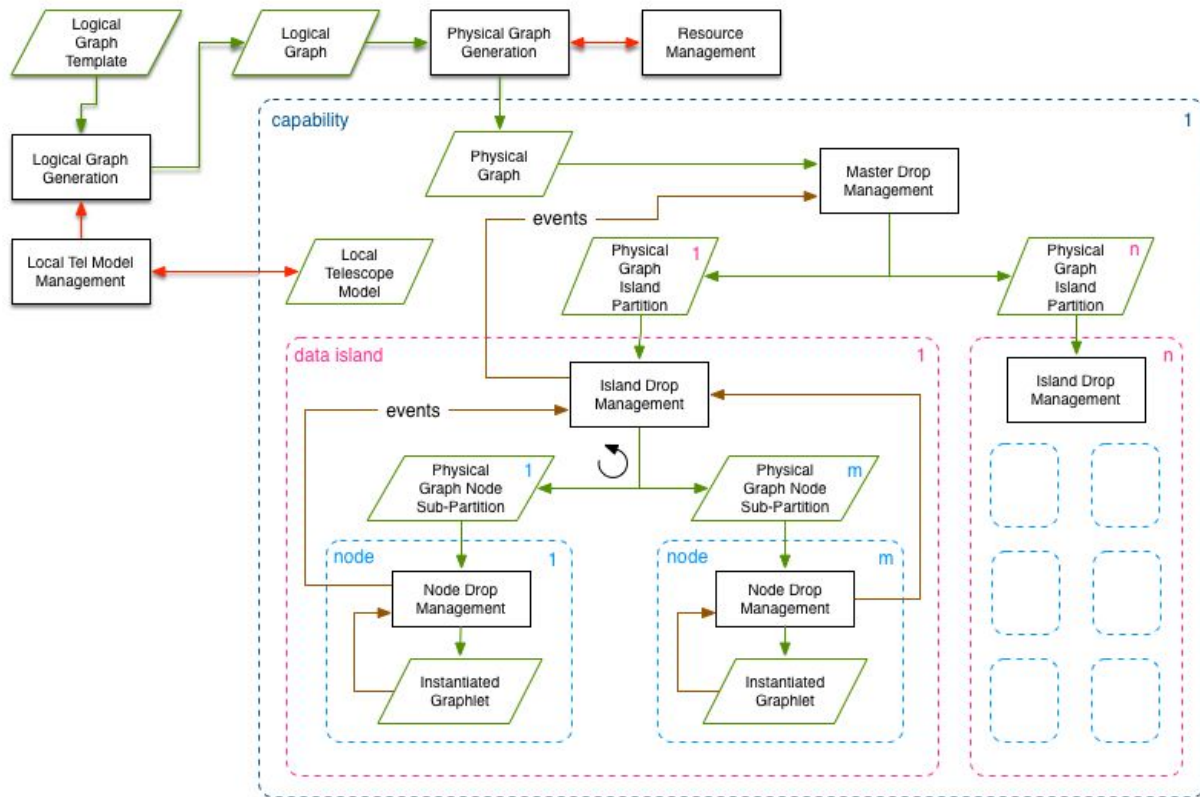 Logical
Graph
Template
Logical
Graph
Physical Graph
Generation
Resource
Management
capability
1
Logical Graph
Generation
Physical
Graph
Master Drop
Management
events
Local Tel Model
Management
Local
Telescope
Model
Physical
Graph
Island
Partition
1
Physical
Graph
Island
Partition
n
data island
1
n
Island Drop
Management
Island Drop
Management
events
Physical
Graph Node
Sub-Partition
1
Physical
Graph Node
Sub-Partition
m
node
1
node
m
Node Drop
Management
Node Drop
Management
Instantiated
Graphlet
Instantiated
Graphlet